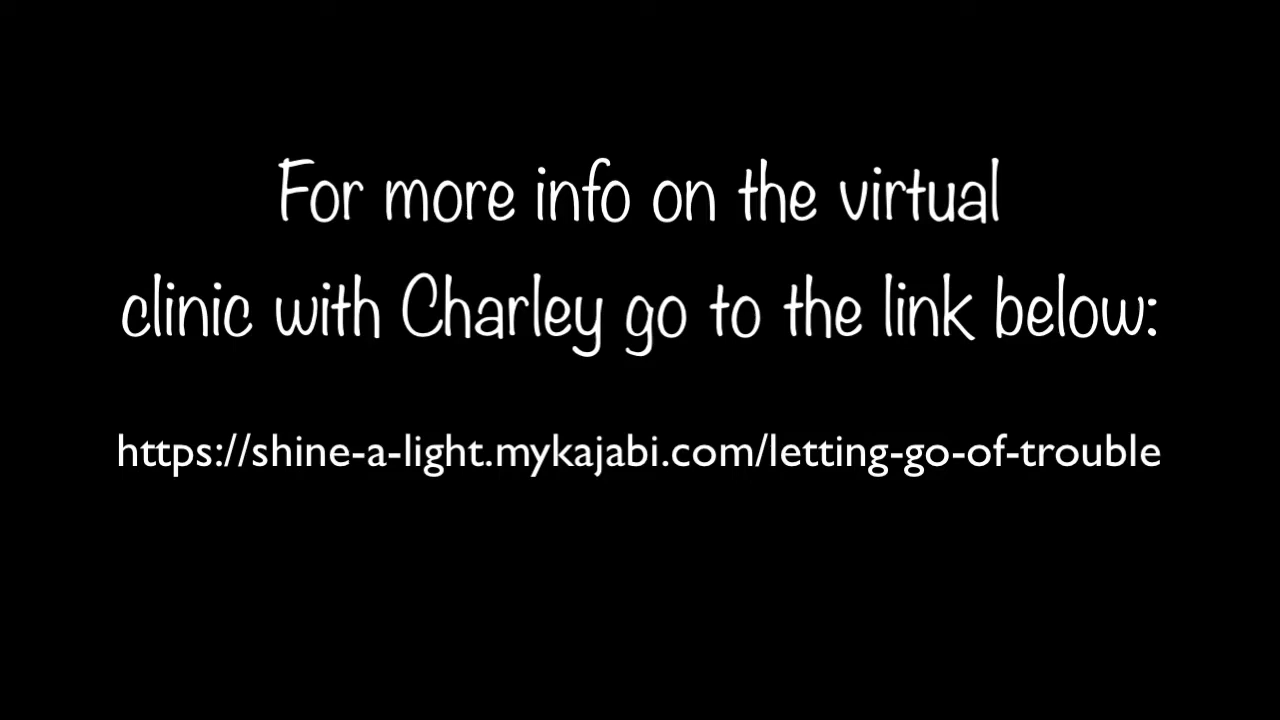 For more info on the virtual
clinic with Charley go to the link below:
https://shine-a-light.mykajabi.com/letting-go-of-trouble